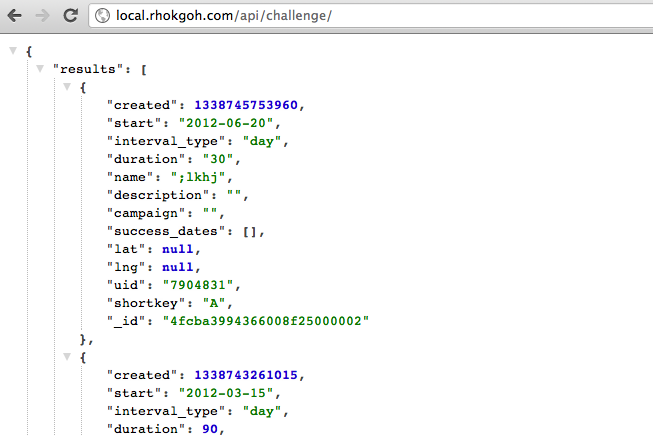 local.rhokgoh.com/api/challenge/
{
"results": [
{
"created": 1338745753960,
"start": "2012-06-20",
"interval_type": "day",
"duration": "30",
"name": ";lkhj",
"description": "",
"campaign": "",
"success_dates": [],
"lat": null,
"lng": null,
"uid": "7904831",
"shortkey": "A",
"_id": "4fcba3994366008f25000002"
},
{
"created": 1338743261015,
"start": "2012-03-15",
"interval_type": "day",
"duration": 90,